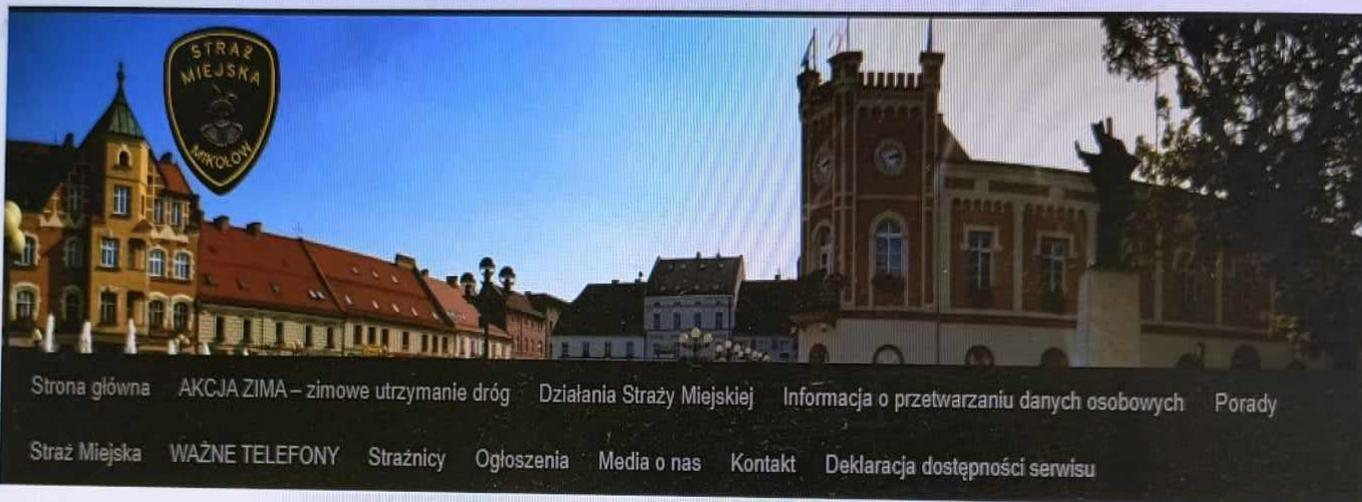 STRAŻ
MIEJSKA
MIKOŁÓW
Strona główna AKCJA ZIMA – zimowe utrzymanie dróg Działania Straży Miejskiej Informacja o przetwarzaniu danych osobowych Porady
Straż Miejska WAŻNE TELEFONY Strażnicy Ogłoszenia Media o nas Kontakt Deklaracja dostępności serwisu